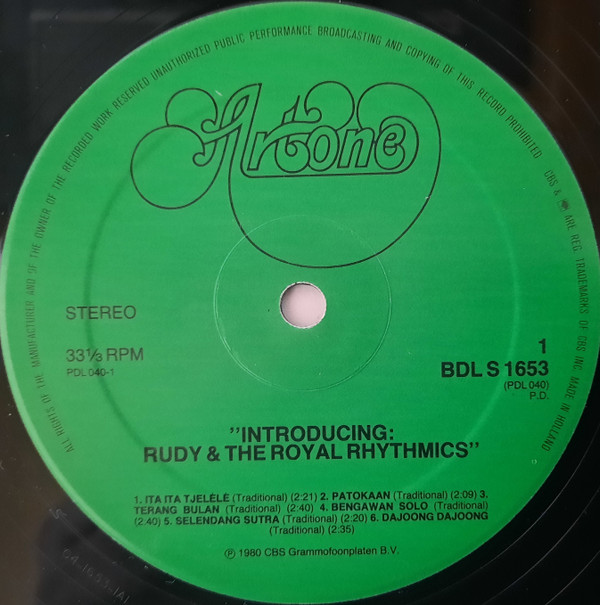 ALL RIGHTS OF THE MANUFACTURER AND OF THE OWNER OF THE RECORDED WORK RESERVED UNAUTHORIZED PUBLIC PERFORMANCE BROADCASTING AND COPYING OF THIS RECORD PROHIBITED CBS & ARE REG. TRADEMARKS OF CBS INC. MADE IN HOLLAND
Artone
STEREO
33⅓ RPM
PDL 040-1
1
BDL S 1653
(PDL 040)
P.D.
"INTRODUCING:
RUDY & THE ROYAL RHYTHMICS"
1. ITA ITA TJELÈLÈ (Traditional) (2:21) 2. PATOKAAN (Traditional) (2:09) 3.
TERANG BULAN (Traditional) (2:40) 4. BENGAWAN SOLO (Traditional)
(2:40) 5. SELENDANG SUTRA (Traditional) (2:20) 6. DAJOONG DAJOONG
(Traditional) (2:35)
℗ 1980 CBS Grammofoonplaten B.V.